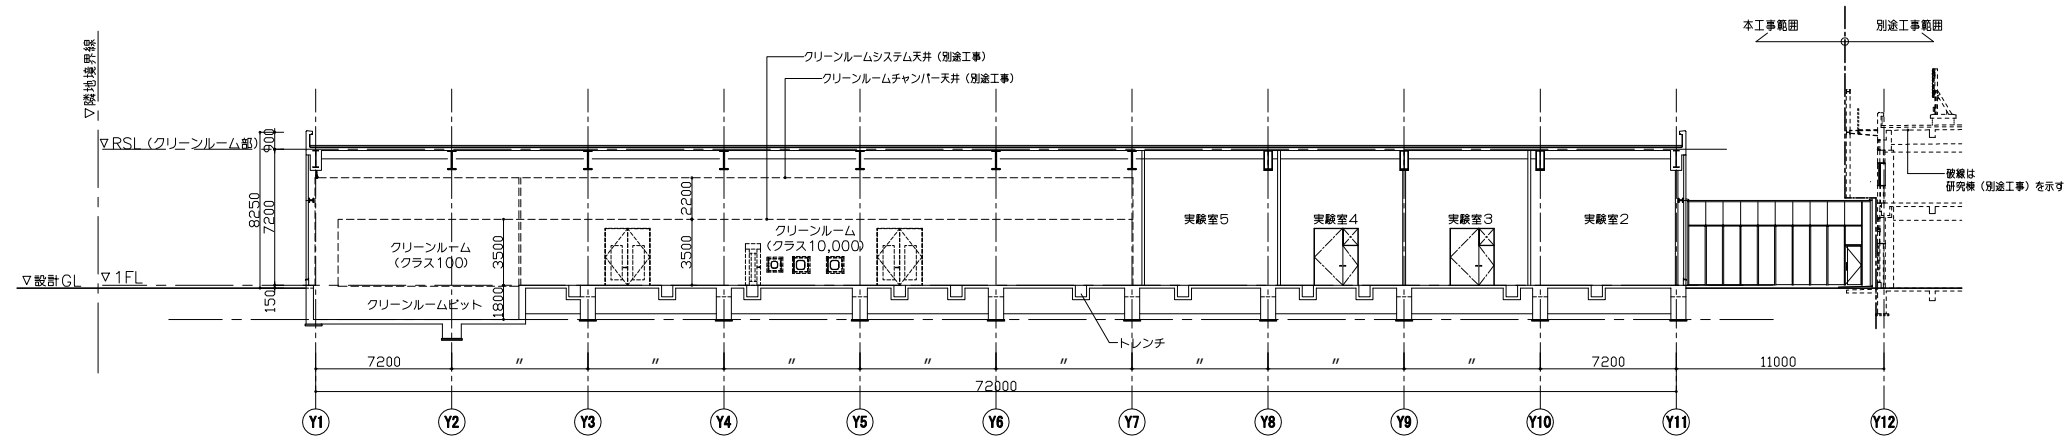 本工事範囲
別途工事範囲
▽隣地境界線
クリーンルームシステム天井（別途工事）
クリーンルームチャンバー天井（別途工事）
▽RSL（クリーンルーム部）
900
8250
7200
2200
破線は
研究棟（別途工事）を示す
実験室5
実験室4
実験室3
実験室2
クリーンルーム
（クラス100）
3500
3500
クリーンルーム
（クラス10,000）
▽1FL
▽設計GL
150
クリーンルームピット
1800
トレンチ
7200
〃
〃
〃
〃
〃
〃
〃
〃
7200
11000
72000
Y1
Y2
Y3
Y4
Y5
Y6
Y7
Y8
Y9
Y10
Y11
Y12